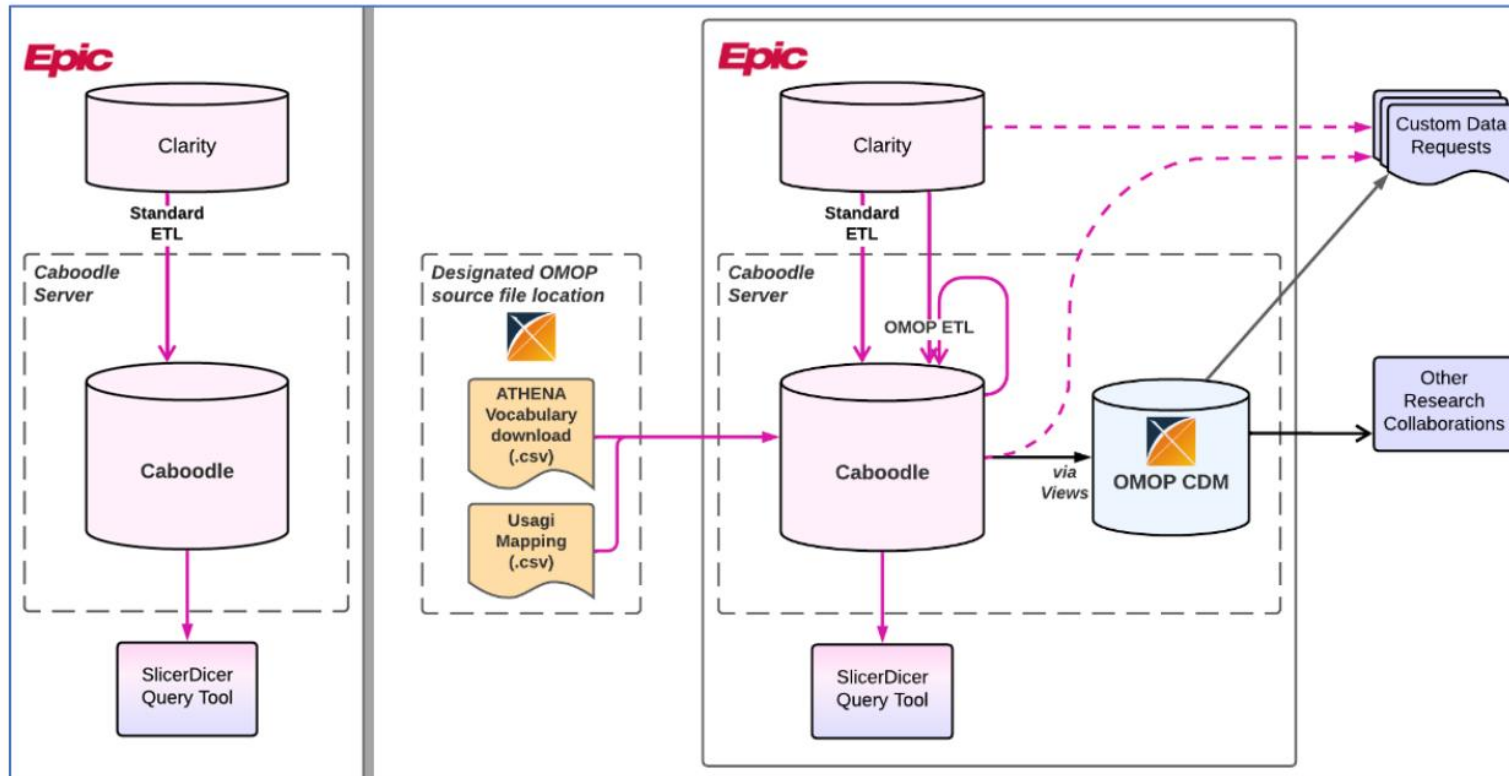 Epic
Clarity
Standard
ETL
Caboodle
Server
Caboodle
SlicerDicer
Query Tool
Designated OMOP
source file location
ATHENA
Vocabulary
download
(.csv)
Usagi
Mapping
(.csv)
Epic
Clarity
Standard
ETL
Caboodle
Server
OMOP ETL
Caboodle
via
Views
OMOP CDM
SlicerDicer
Query Tool
Custom Data
Requests
Other
Research
Collaborations